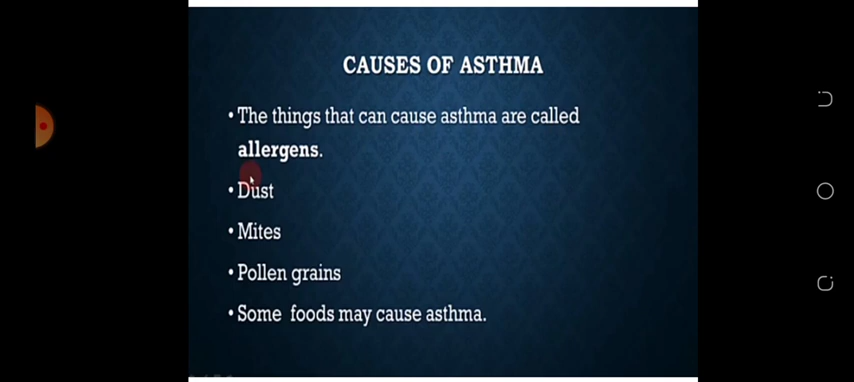 CAUSES OF ASTHMA
• The things that can cause asthma are called
allergens.
• Dust
• Mites
• Pollen grains
• Some foods may cause asthma.